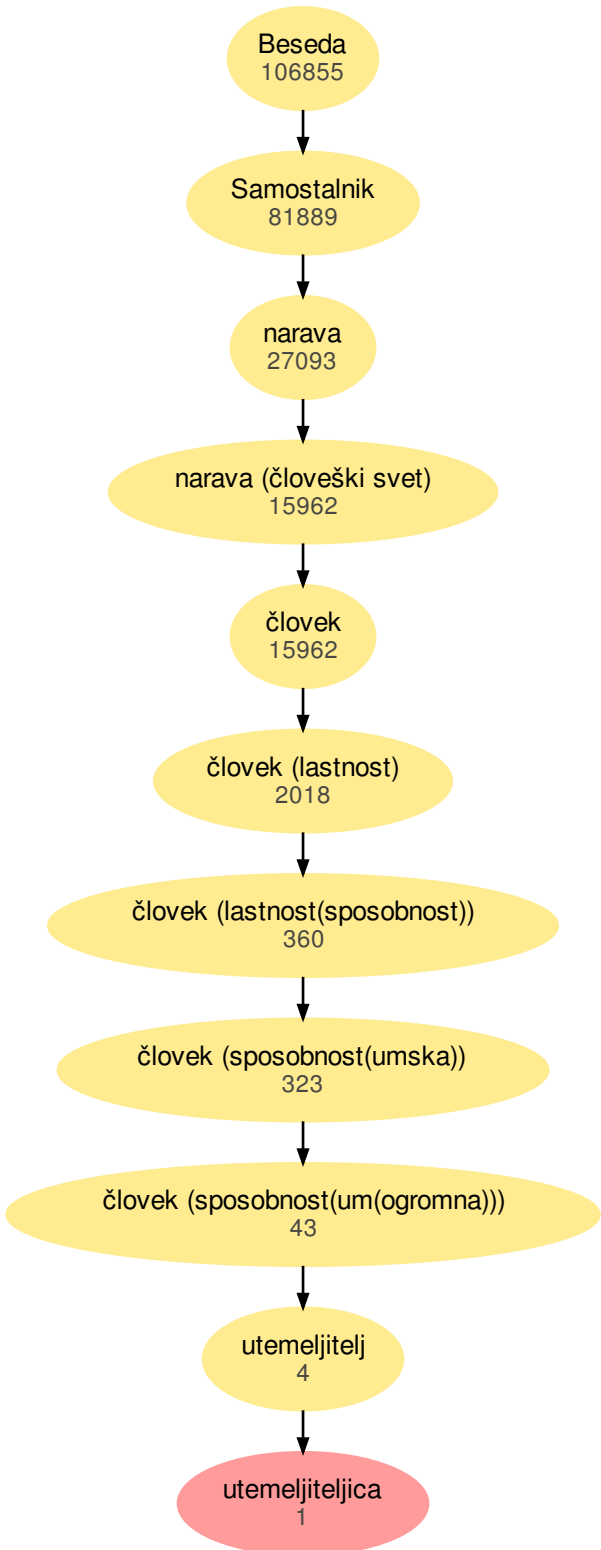 Beseda
106855
Samostalnik
81889
narava
27093
narava (človeški svet)
15962
človek
15962
človek (lastnost)
2018
človek (lastnost(sposobnost))
360
človek (sposobnost(umska))
323
človek (sposobnost(um(ogromna)))
43
utemeljitelj
4
utemeljiteljica
1